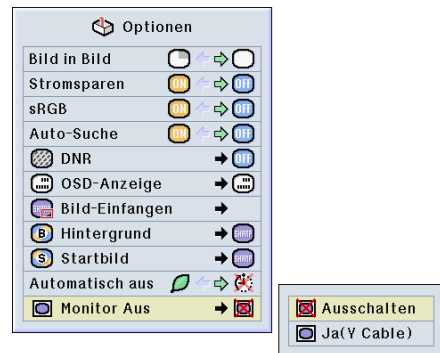 Optionen
Bild in Bild
Stromsparen ON OFF
sRGB ON OFF
Auto-Suche ON OFF
DNR OFF
OSD-Anzeige
Bild-Einfangen
B Hintergrund SHARP
S Startbild SHARP
Automatisch aus
Monitor Aus
Ausschalten
Ja(Y Cable)